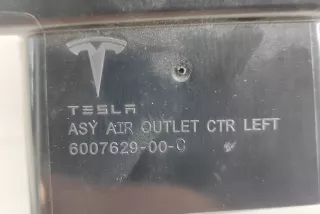 TESLA
ASY AIR OUTLET CTR LEFT
6007629-00-C